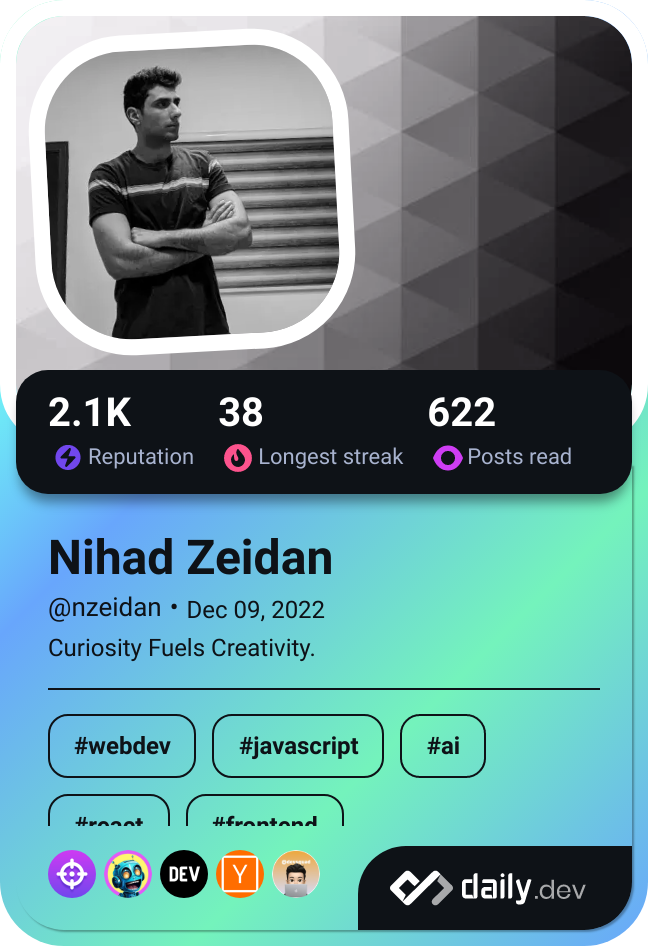 2.1K 38 622
Reputation Longest streak Posts read
Nihad Zeidan
@nzeidan • Dec 09, 2022
Curiosity Fuels Creativity.
#webdev #javascript #ai
#react #frontend
DEV Y daily.dev